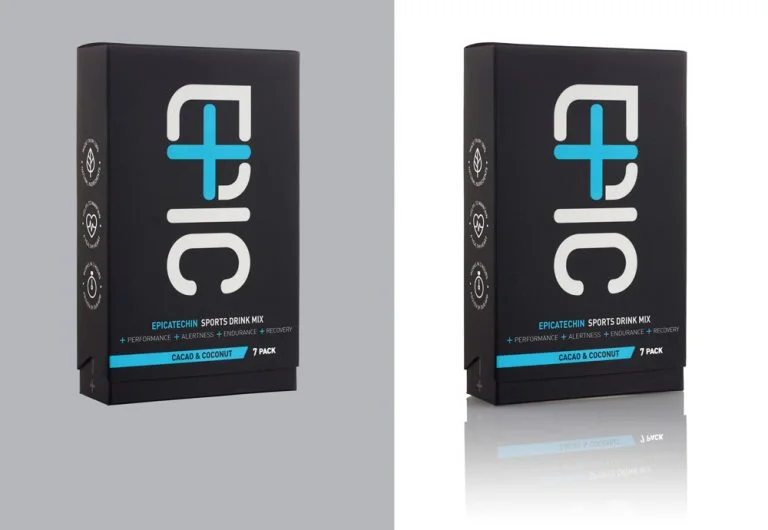 EPIC
EPICATECHIN SPORTS DRINK MIX
+ PERFORMANCE + ALERTNESS + ENDURANCE + RECOVERY
CACAO & COCONUT 7 PACK
EPIC
EPICATECHIN SPORTS DRINK MIX
+ PERFORMANCE + ALERTNESS + ENDURANCE + RECOVERY
CACAO & COCONUT 7 PACK